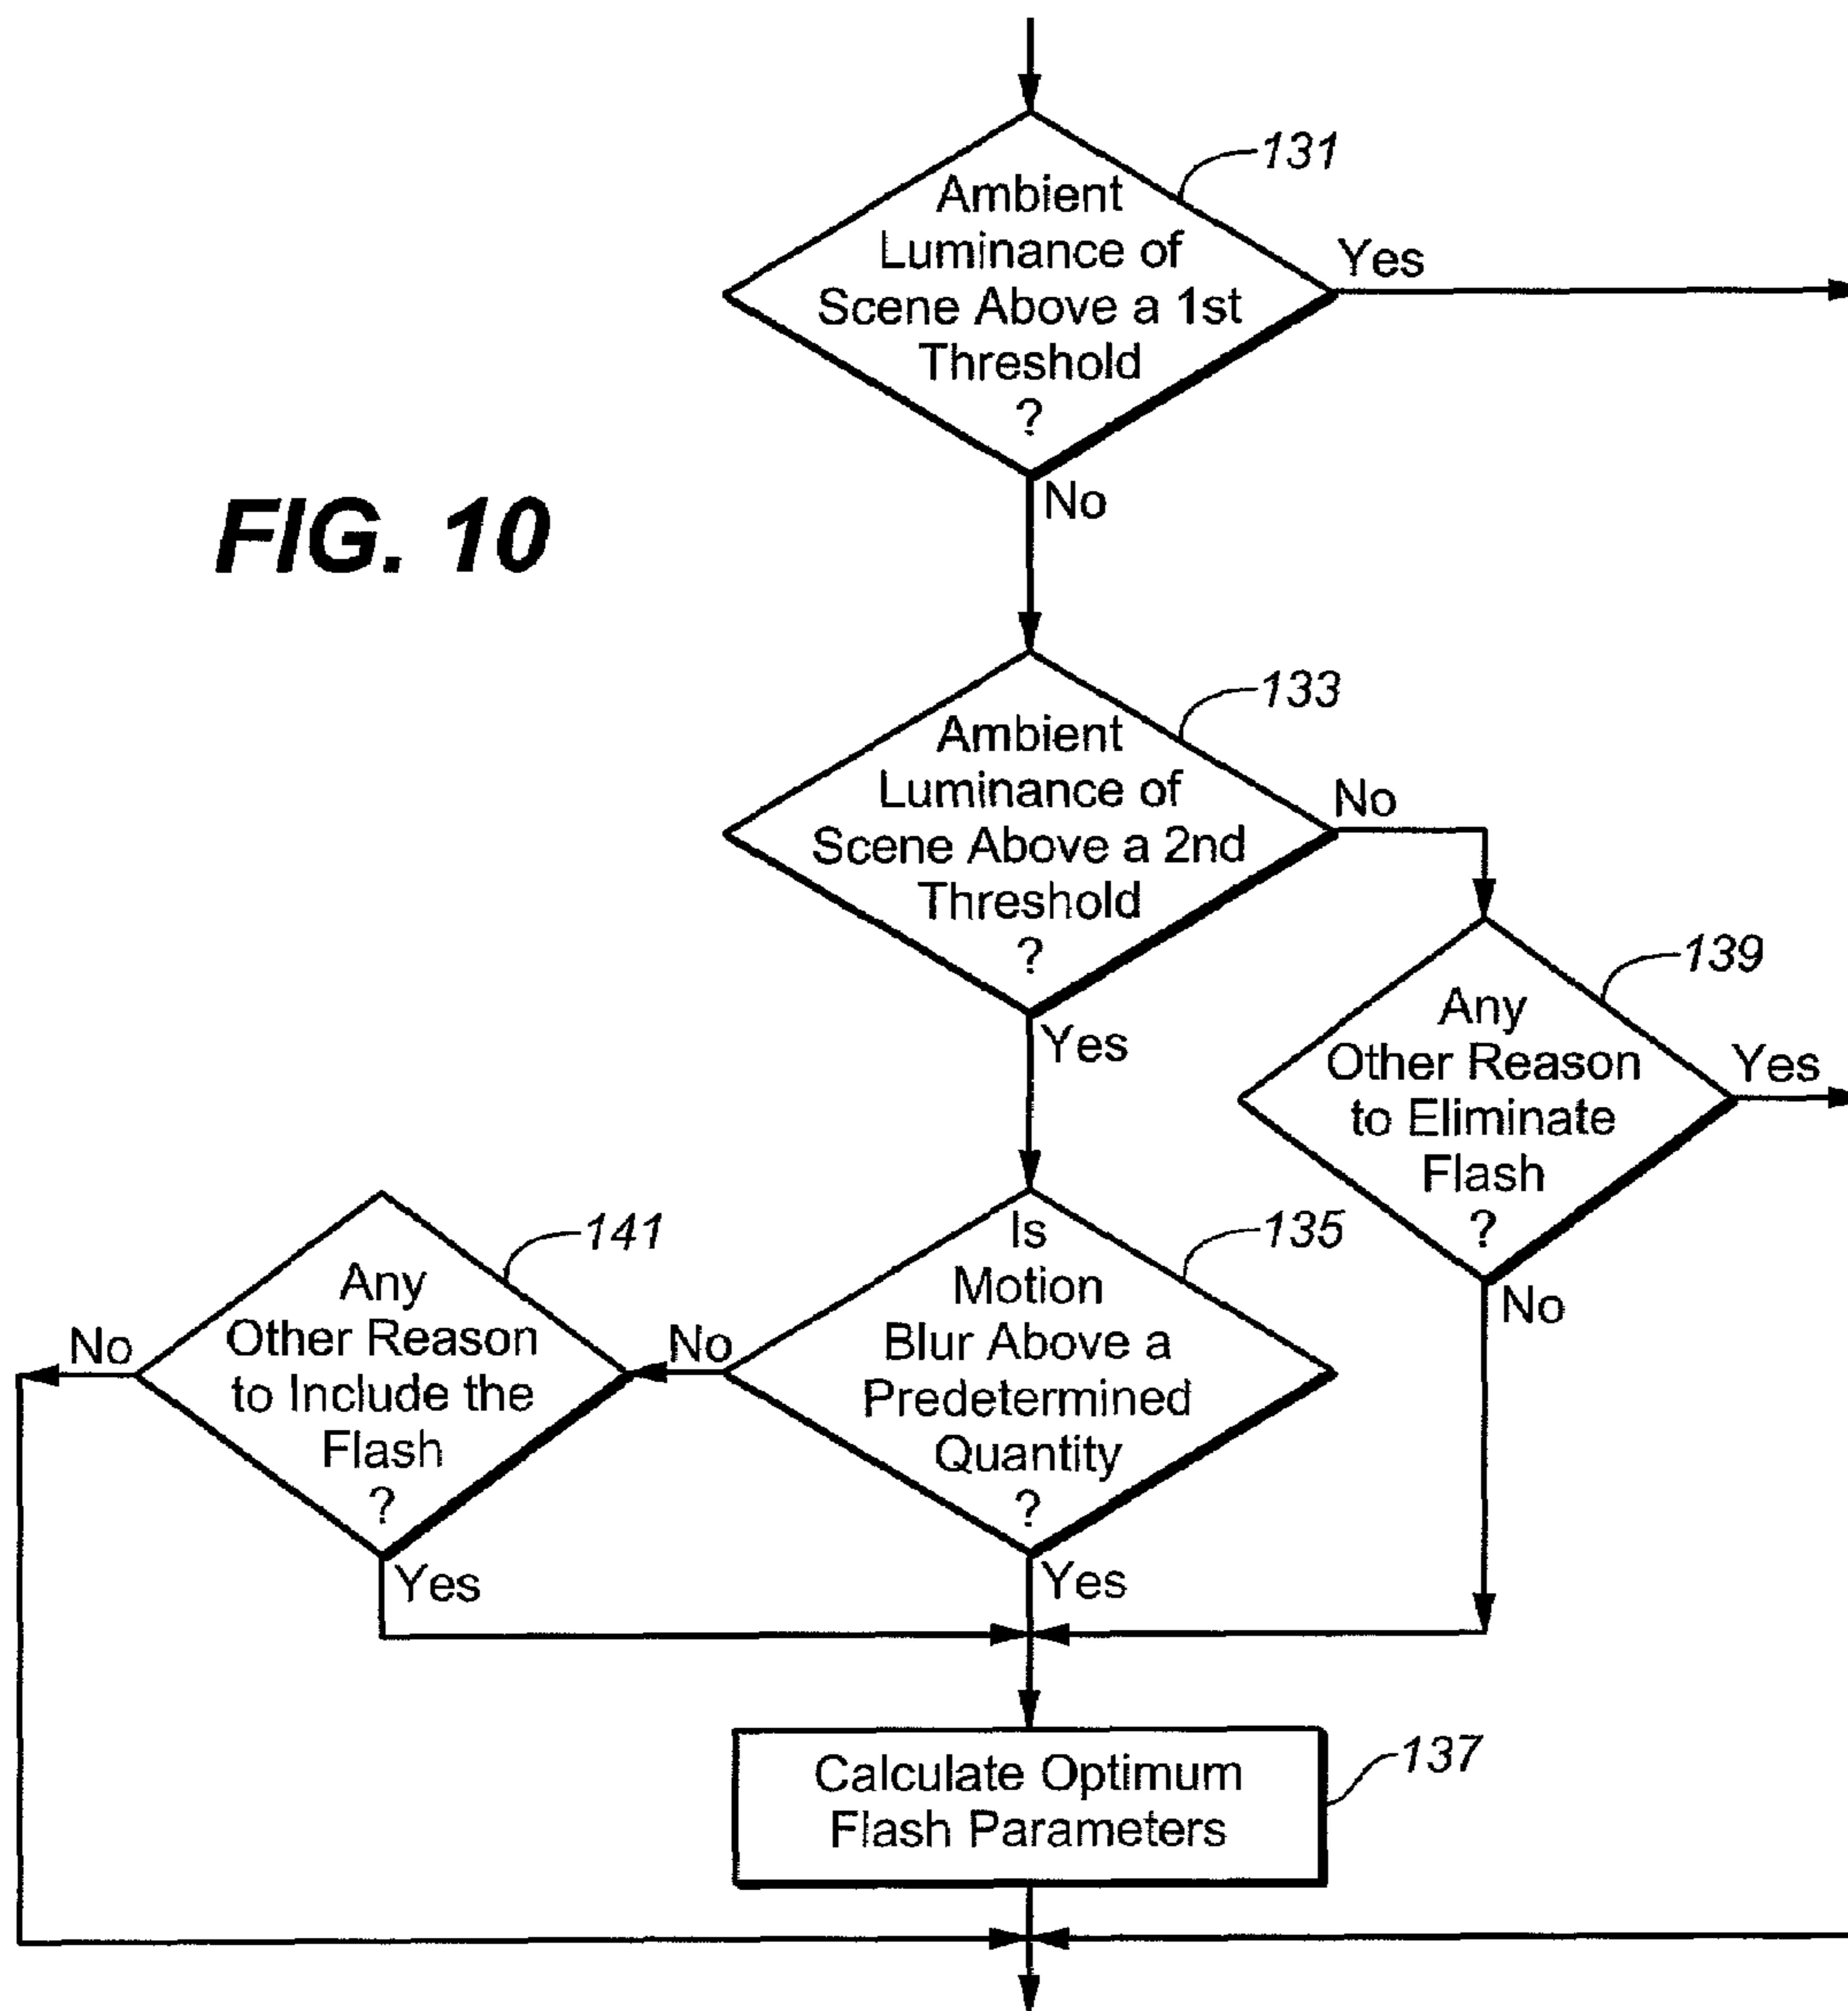 131
Ambient
Luminance of
Scene Above a 1st
Threshold
?
Yes
No
FIG. 10
133
Ambient
Luminance of
Scene Above a 2nd
Threshold
?
No
Yes
139
Any
Other Reason
to Eliminate
Flash
?
Yes
No
141
Any
Other Reason
to Include the
Flash
?
No
Yes
135
Is
Motion
Blur Above a
Predetermined
Quantity
?
No
Yes
137
Calculate Optimum
Flash Parameters